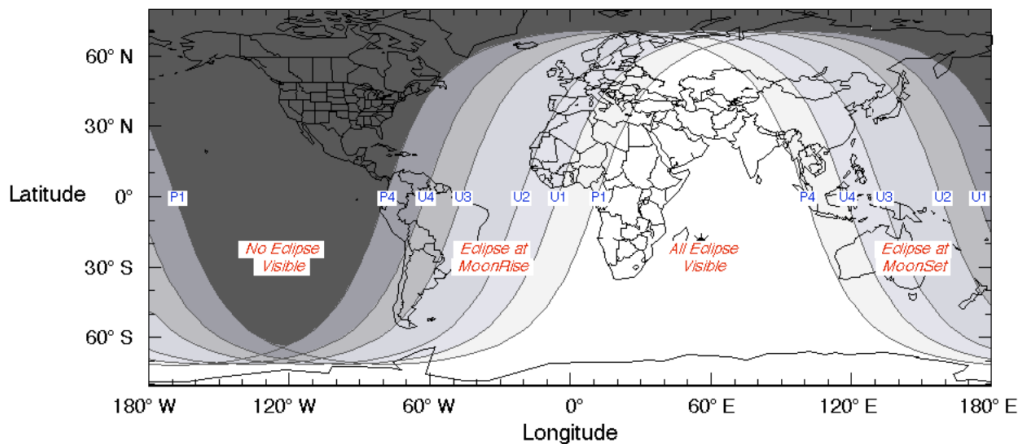 60° N
30° N
Latitude
0°
P1
P4
U4
U3
U2
U1
P1
P4
U4
U3
U2
U1
No Eclipse
Visible
Eclipse at
MoonRise
All Eclipse
Visible
Eclipse at
MoonSet
30° S
60° S
180° W
120° W
60° W
0°
60° E
120° E
180° E
Longitude